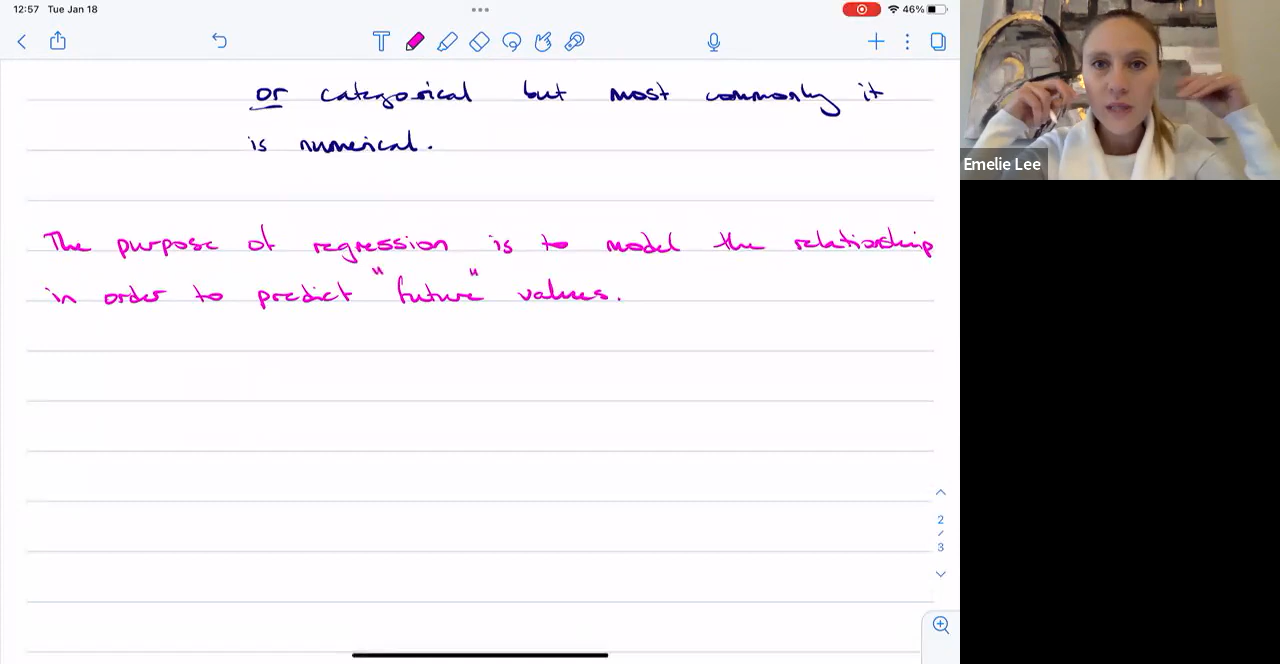 12:57 Tue Jan 18
46%
T
or categorical but most commonly it
is numerical.
The purpose of regression is to model the relationship
in order to predict "future" values.
Emelie Lee
2
/
3